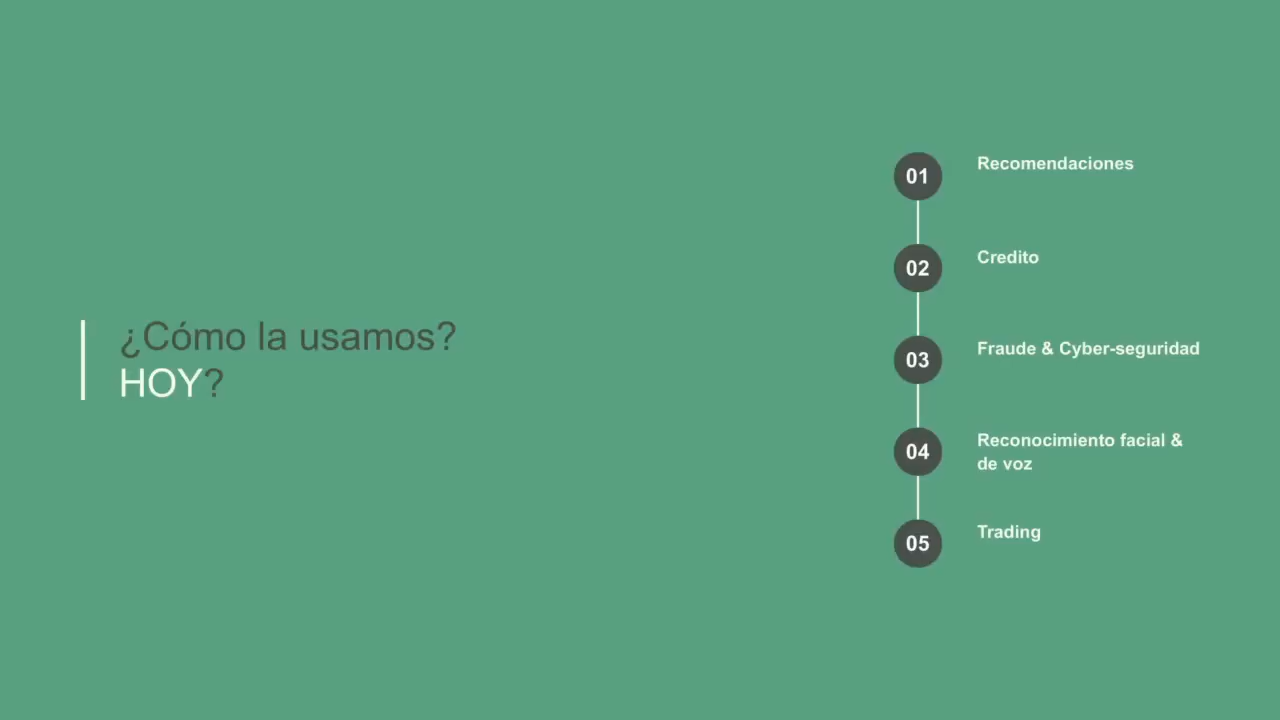 ¿Cómo la usamos?
HOY?
01
Recomendaciones
02
Credito
03
Fraude & Cyber-seguridad
04
Reconocimiento facial &
de voz
05
Trading